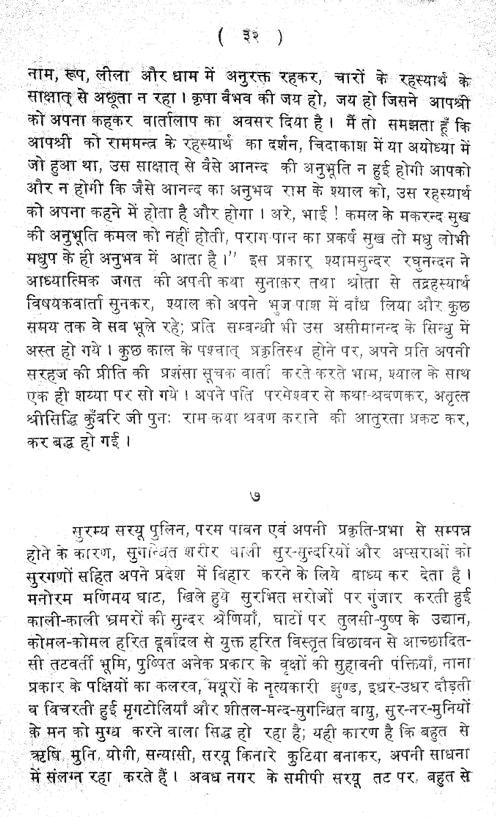 ( ३२ )
नाम, रूप, लीला और धाम में अनुरक्त रहकर, चारों के रहस्यार्थ के
साक्षात् से अछूता न रहा। कृपा वैभव की जय हो, जय हो जिसने आपश्री
को अपना कहकर वार्तालाप का अवसर दिया है। मैं तो समझता हूँ कि
आपश्री को राममन्त्र के रहस्यार्थ का दर्शन, चिदाकाश में या अयोध्या में
जो हुआ था, उस साक्षात् से वैसे आनन्द की अनुभूति न हुई होगी आपको
और न होगी कि जैसे आनन्द का अनुभव राम के श्याल को, उस रहस्यार्थ
को अपना कहने में होता है और होगा। अरे, भाई ! कमल के मकरन्द सुख
की अनुभूति कमल को नहीं होती, पराग-पान का प्रकर्ष सुख तो मधु लोभी
मधुप के ही अनुभव में आता है।" इस प्रकार श्यामसुन्दर रघुनन्दन ने
आध्यात्मिक जगत की अपनी कथा सुनाकर तथा श्रोता से तद्रहस्यार्थ
विषयकवार्ता सुनकर, श्याल को अपने भुज पाश में बाँध लिया और कुछ
समय तक वे सब भूले रहे; प्रति सम्बन्धी भी उस असीमानन्द के सिन्धु में
अस्त हो गये। कुछ काल के पश्चात् प्रकृतिस्थ होने पर, अपने प्रति अपनी
सरहज की प्रीति की प्रशंसा सूचक वार्ता करते करते भाम, श्याल के साथ
एक ही शय्या पर सो गये। अपने पति परमेश्वर से कथा-श्रवणकर, अतृप्त
श्रीसिद्धि कुँवरि जी पुनः राम कथा श्रवण कराने की आतुरता प्रकट कर,
कर बद्ध हो गई।
७
सुरम्य सरयू पुलिन, परम पावन एवं अपनी प्रकृति-प्रभा से सम्पन्न
होने के कारण, सुगन्धित शरीर वाली सुर-सुन्दरियों और अप्सराओं को
सुरगणों सहित अपने प्रदेश में विहार करने के लिये बाध्य कर देता है।
मनोरम मणिमय घाट, खिले हुये सुरभित सरोजों पर गुंजार करती हुई
काली-काली भ्रमरों की सुन्दर श्रेणियाँ, घाटों पर तुलसी-पुष्प के उद्यान,
कोमल-कोमल हरित दूर्वादल से युक्त हरित विस्तृत बिछावन से आच्छादित-
सी तटवर्ती भूमि, पुष्पित अनेक प्रकार के वृक्षों की सुहावनी पंक्तियाँ, नाना
प्रकार के पक्षियों का कलरव, मयूरों के नृत्यकारी झुण्ड, इधर-उधर दौड़ती
व विचरती हुई मृगटोलियाँ और शीतल-मन्द-सुगन्धित वायु, सुर-नर-मुनियों
के मन को मुग्ध करने वाला सिद्ध हो रहा है; यही कारण है कि बहुत से
ऋषि, मुनि, योगी, सन्यासी, सरयू किनारे कुटिया बनाकर, अपनी साधना
में संलग्न रहा करते हैं। अवध नगर के समीपी सरयू तट पर, बहुत से